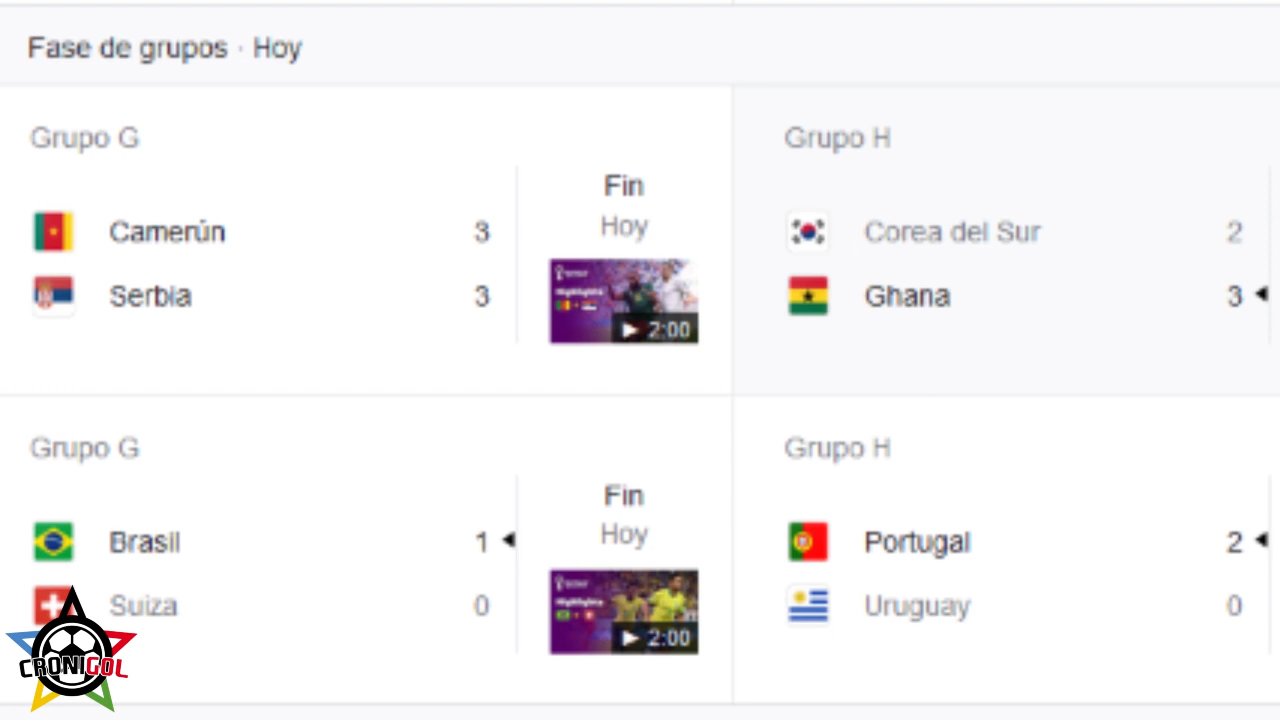 Fase de grupos · Hoy
Grupo G
Fin
Hoy
Camerún 3
Serbia 3
2:00
Grupo H
Corea del Sur 2
Ghana 3
Grupo G
Fin
Hoy
Brasil 1
Suiza 0
2:00
Grupo H
Portugal 2
Uruguay 0
CRONIGOL